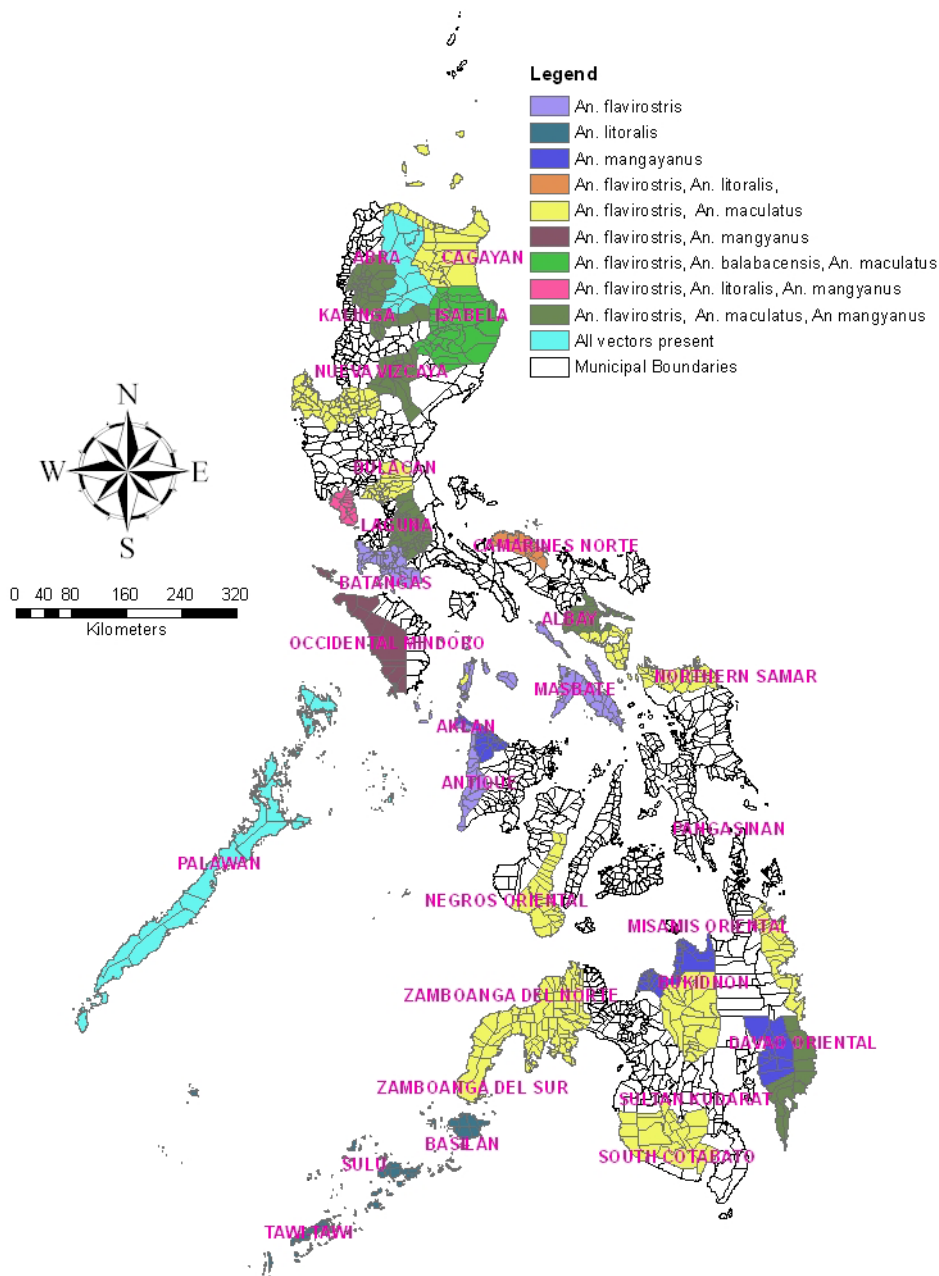 Legend
An. flavirostris
An. litoralis
An. mangayanus
An. flavirostris, An. litoralis,
An. flavirostris, An. maculatus
An. flavirostris, An. mangyanus
An. flavirostris, An. balabacensis, An. maculatus
An. flavirostris, An. litoralis, An. mangyanus
An. flavirostris, An. maculatus, An mangyanus
All vectors present
Municipal Boundaries
ABRA
CAGAYAN
KALINGA
ISABELA
NUEVA VIZCAYA
N
W
E
S
BULACAN
LAGUNA
CAMARINES NORTE
BATANGAS
0 40 80 160 240 320
Kilometers
ALBAY
OCCIDENTAL MINDORO
NORTHERN SAMAR
MASBATE
AKLAN
ANTIQUE
PANGASINAN
PALAWAN
NEGROS ORIENTAL
MISAMIS ORIENTAL
BUKIDNON
ZAMBOANGA DEL NORTE
DAVAO ORIENTAL
ZAMBOANGA DEL SUR
SULTAN KUDARAT
BASILAN
SOUTH COTABATO
SULU
TAWI TAWI